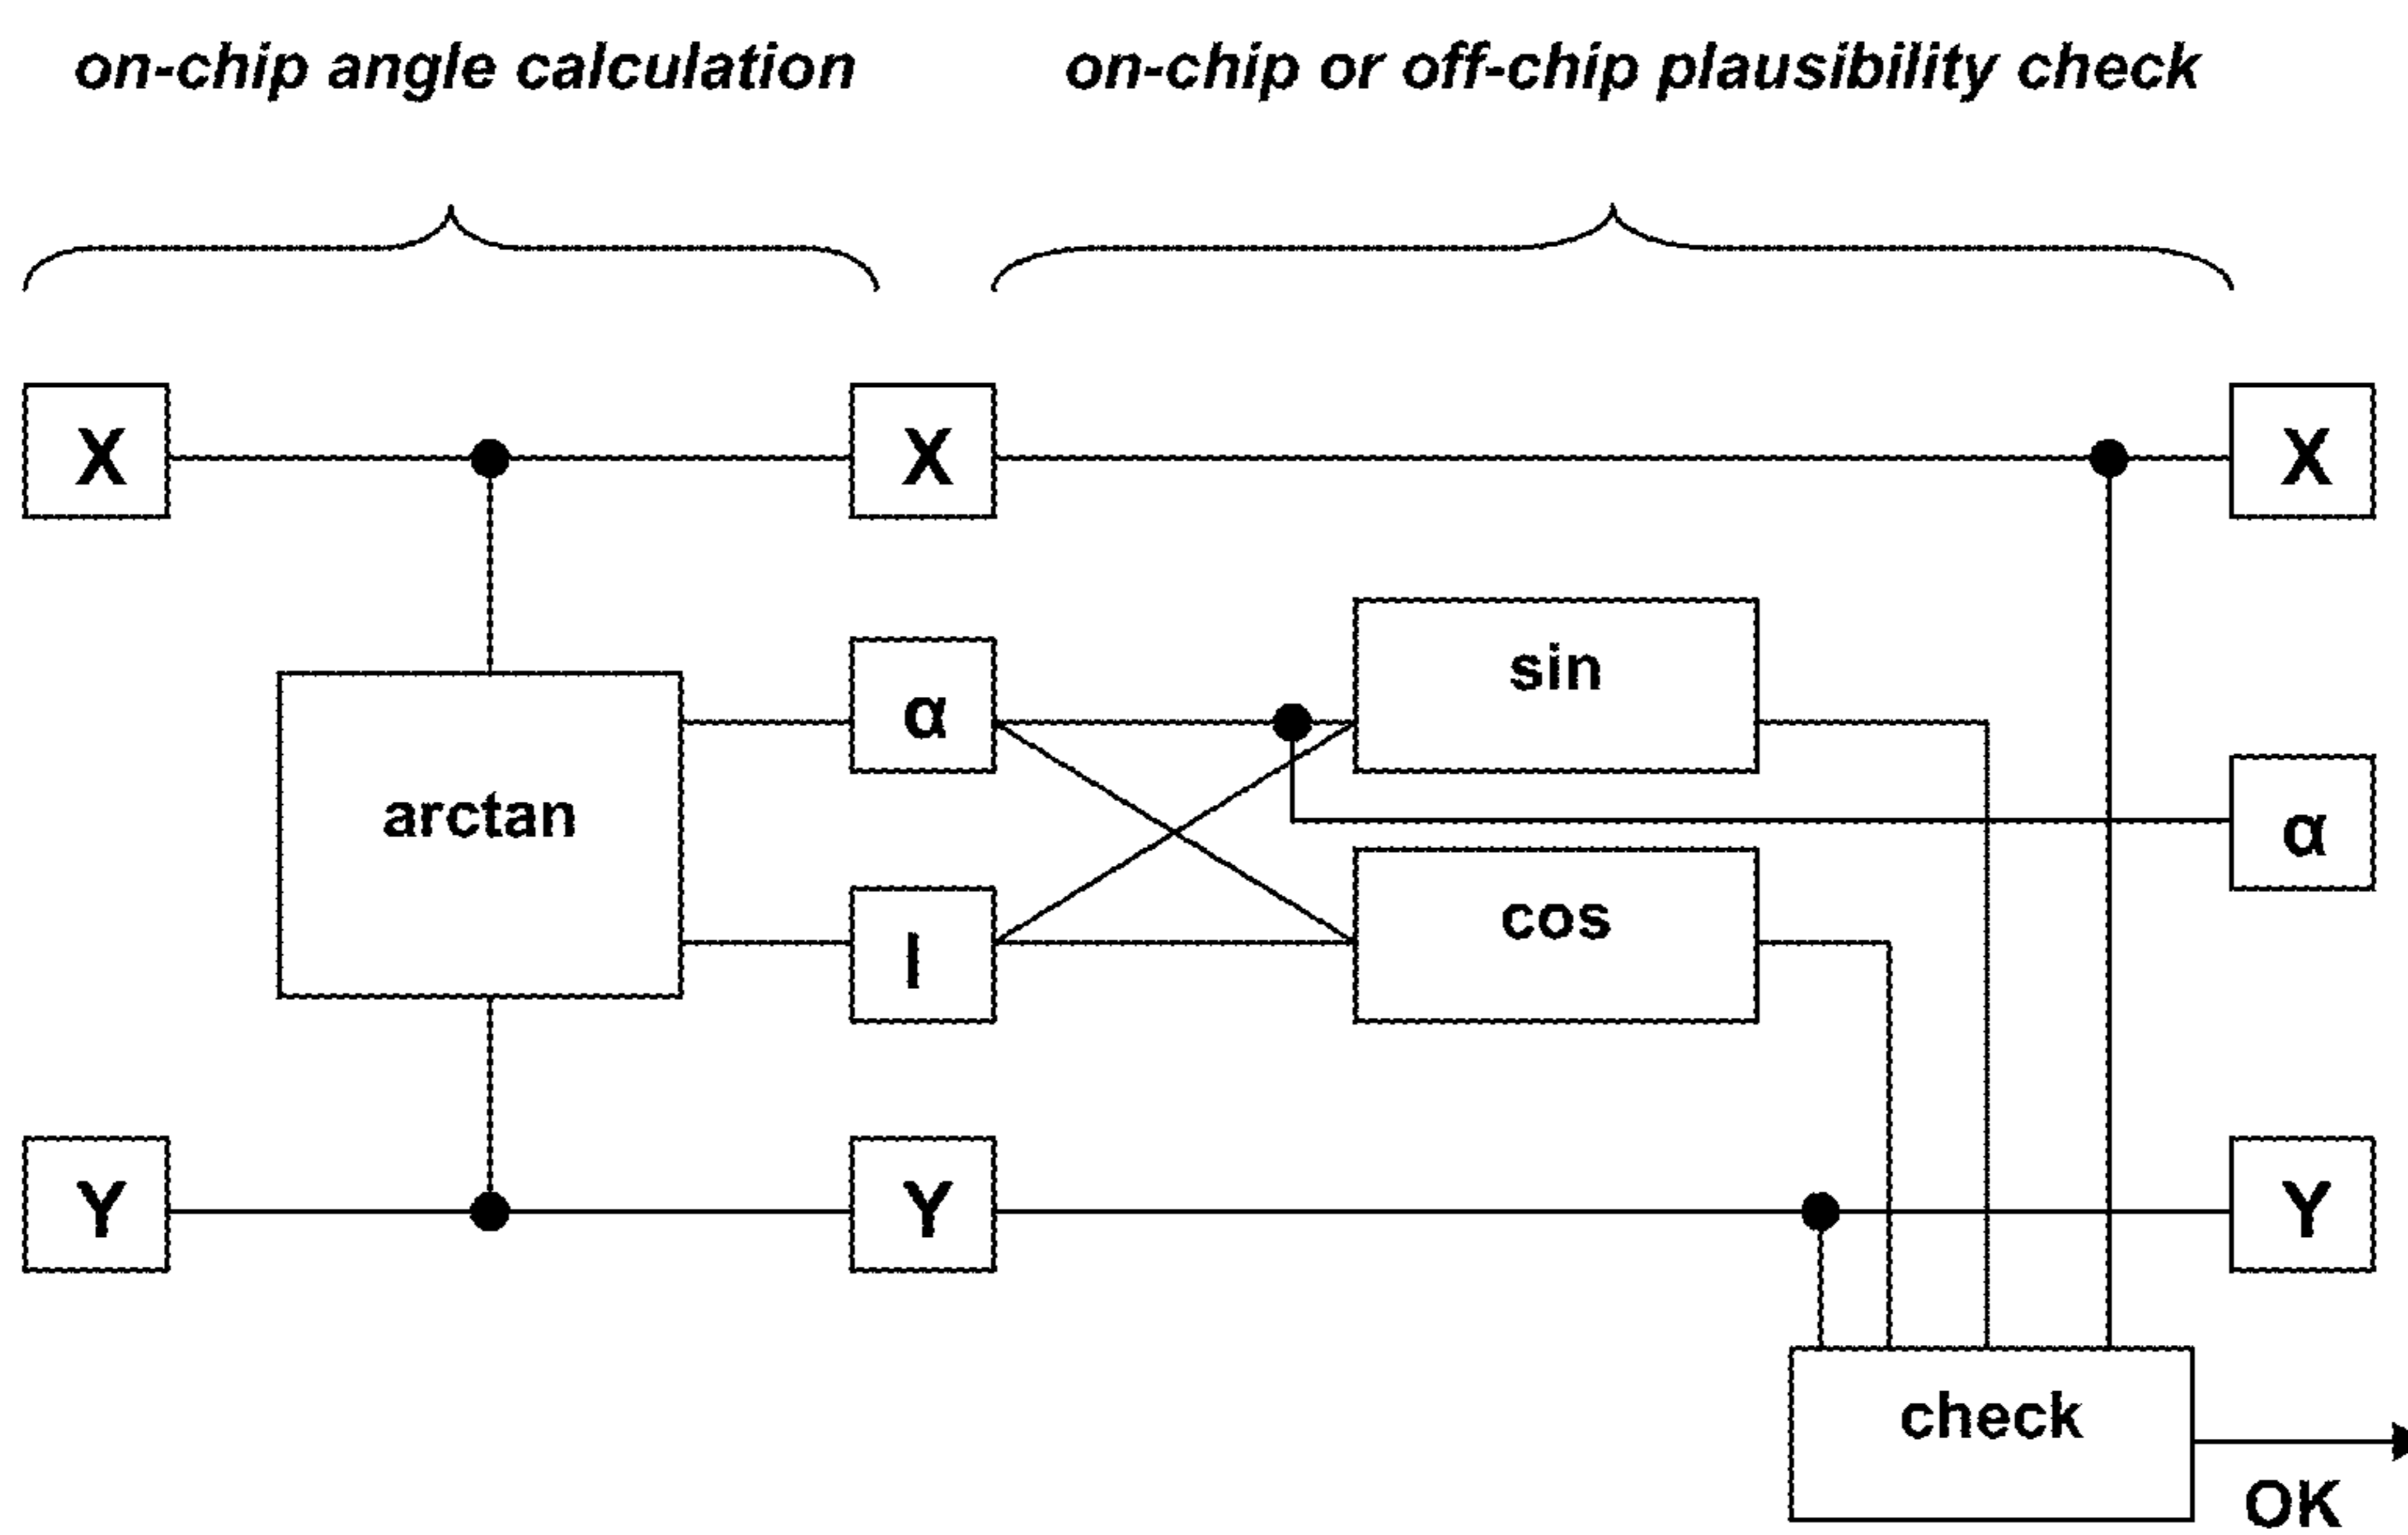 on-chip angle calculation
on-chip or off-chip plausibility check
X
X
X
sin
α
α
arctan
cos
l
Y
Y
Y
check
OK